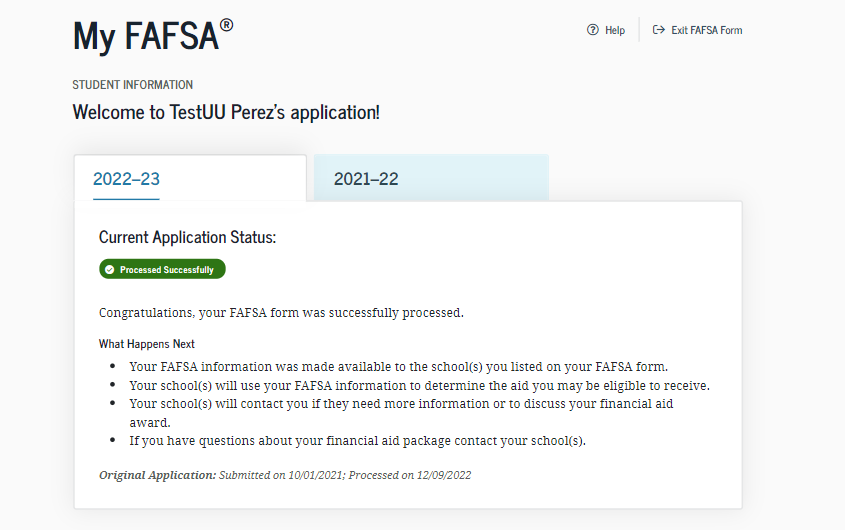 My FAFSA®
Help
Exit FAFSA Form
STUDENT INFORMATION
Welcome to TestUU Perez's application!
2022–23
2021–22
Current Application Status:
Processed Successfully
Congratulations, your FAFSA form was successfully processed.
What Happens Next
• Your FAFSA information was made available to the school(s) you listed on your FAFSA form.
• Your school(s) will use your FAFSA information to determine the aid you may be eligible to receive.
• Your school(s) will contact you if they need more information or to discuss your financial aid
award.
• If you have questions about your financial aid package contact your school(s).
Original Application: Submitted on 10/01/2021; Processed on 12/09/2022